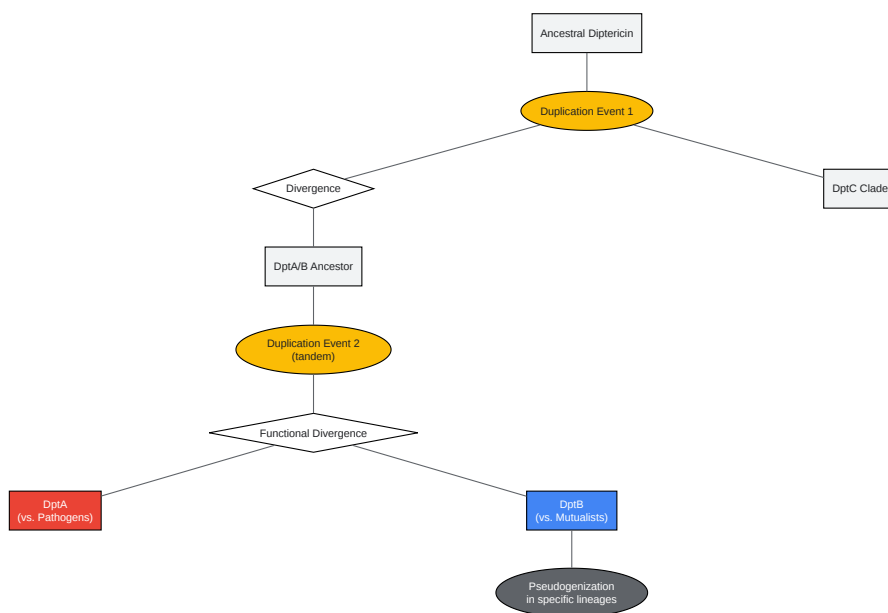 Ancestral Diptericin
Duplication Event 1
Divergence
DptC Clade
DptA/B Ancestor
Duplication Event 2
(tandem)
Functional Divergence
DptA
(vs. Pathogens)
DptB
(vs. Mutualists)
Pseudogenization
in specific lineages